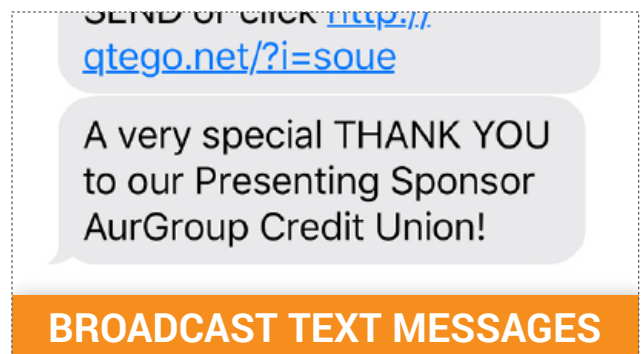 SEND or click http://
qtego.net/?i=soue
A very special THANK YOU
to our Presenting Sponsor
AurGroup Credit Union!
BROADCAST TEXT MESSAGES